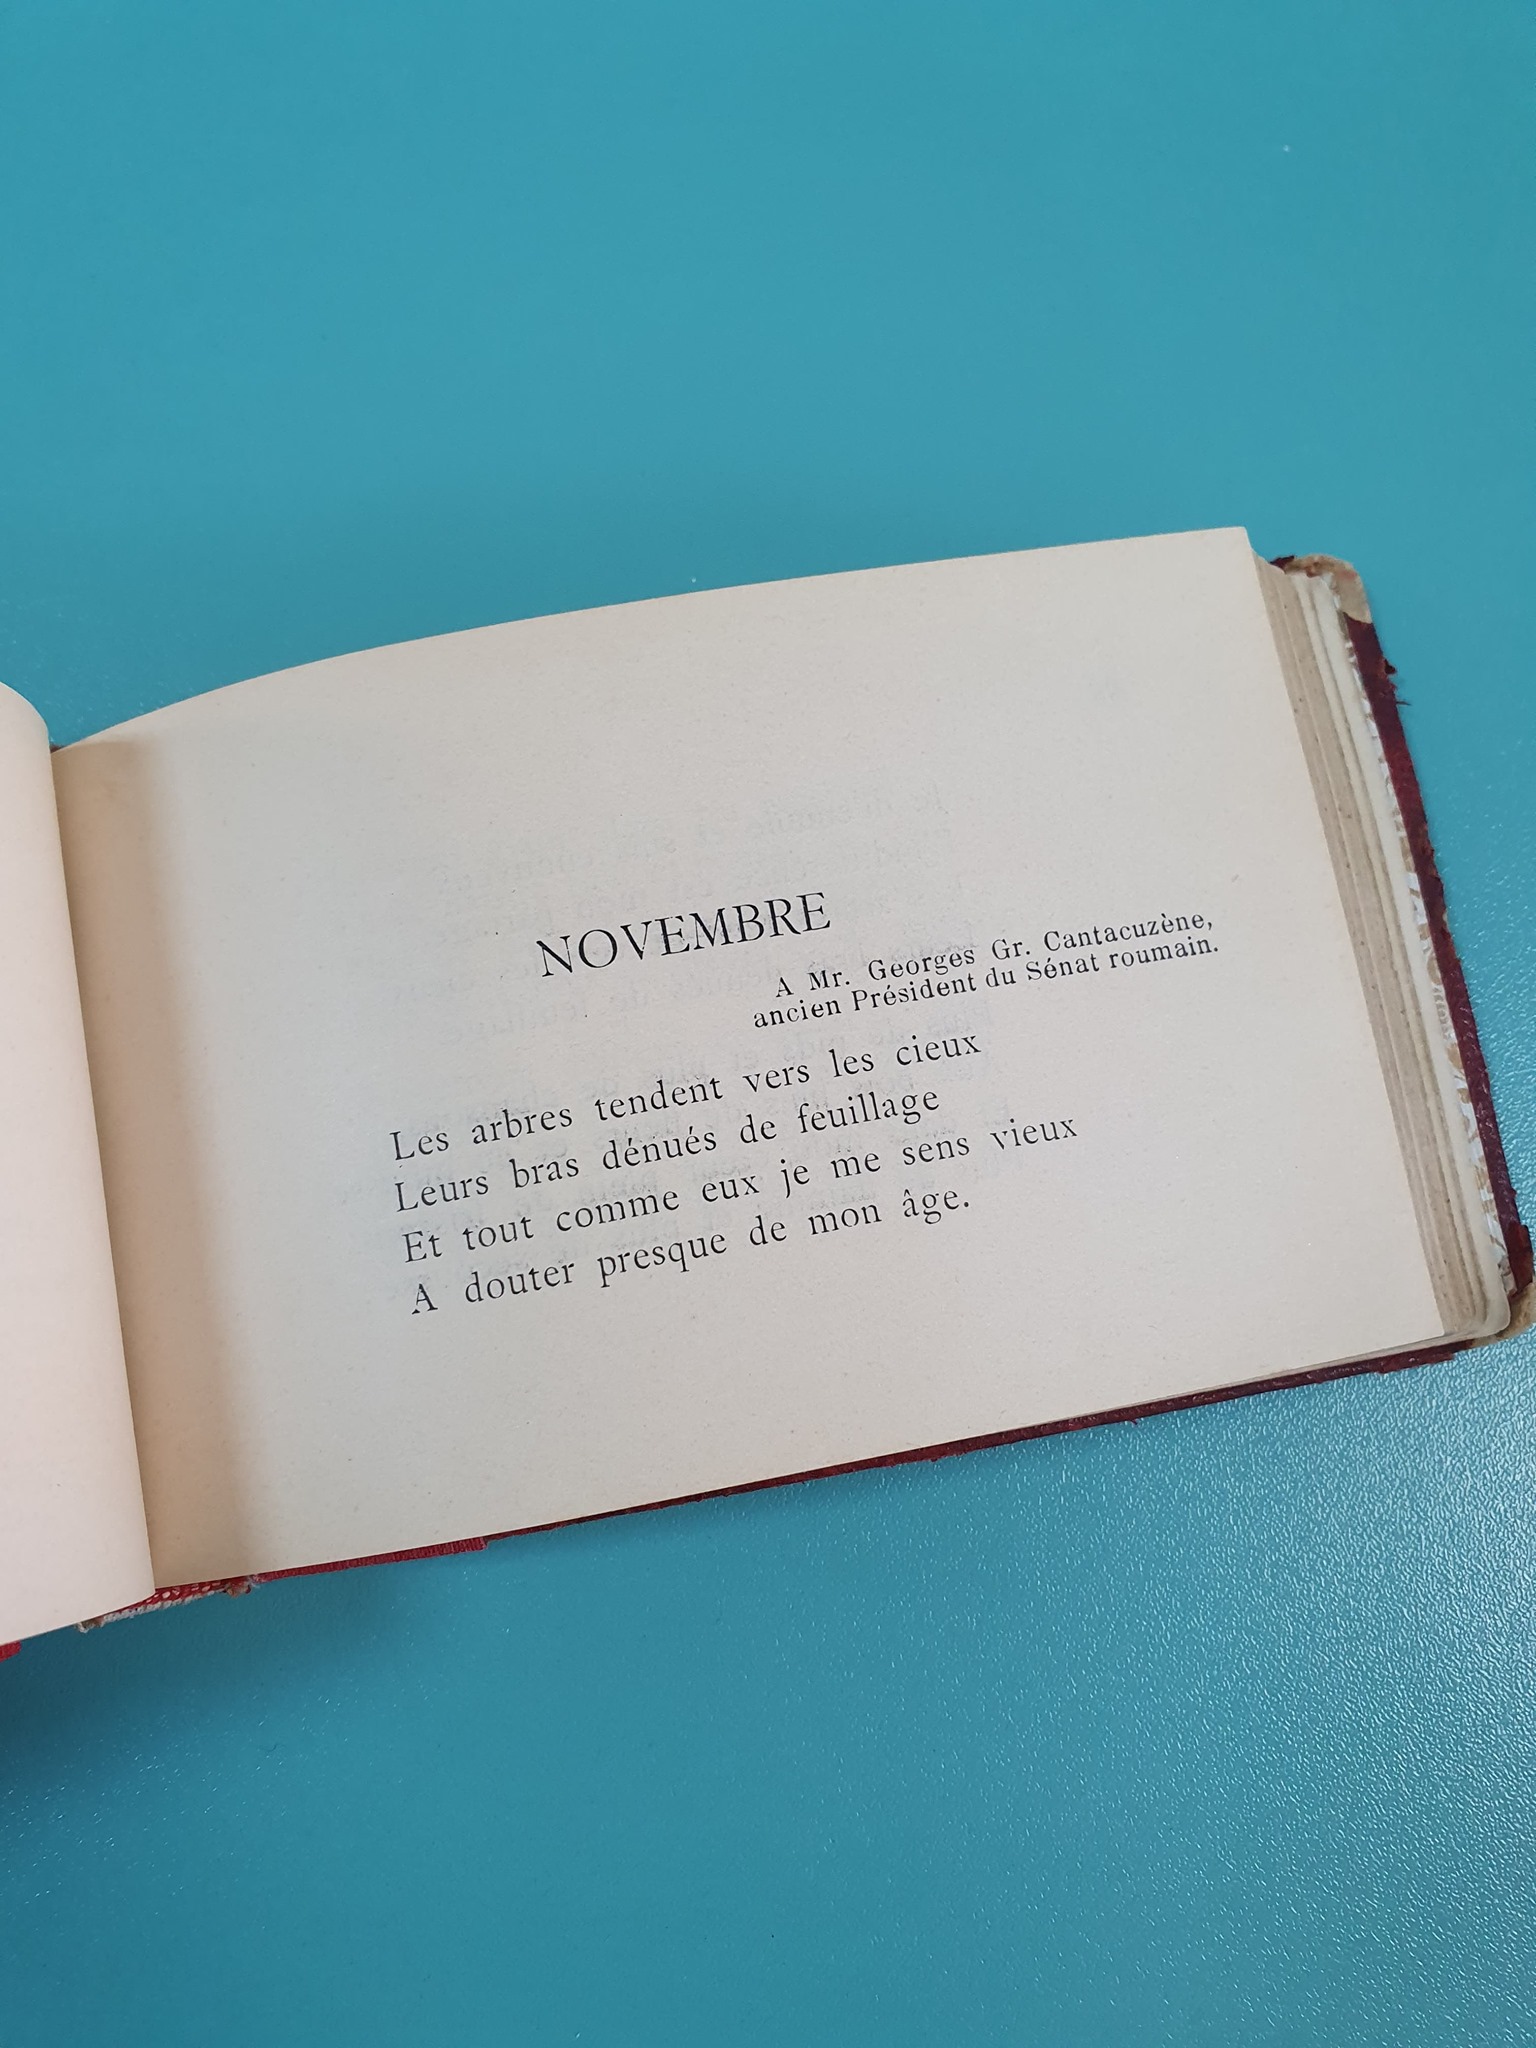 NOVEMBRE
A Mr. Georges Gr. Cantacuzène,
ancien Président du Sénat roumain.
Les arbres tendent vers les cieux
Leurs bras dénués de feuillage
Et tout comme eux je me sens vieux
A douter presque de mon âge.